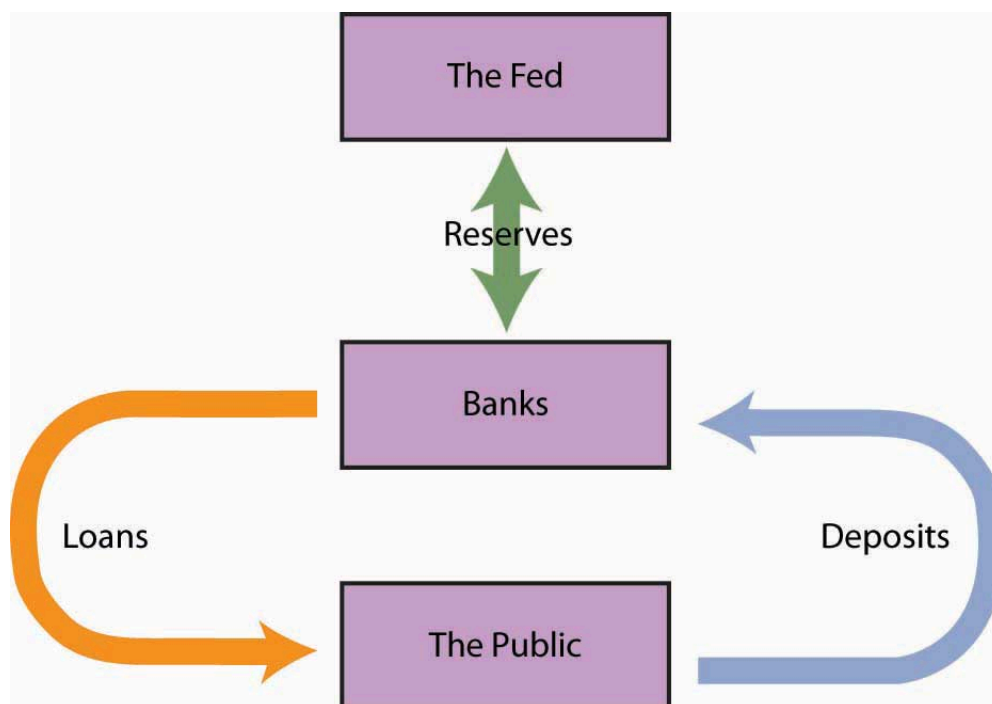 The Fed
Reserves
Banks
Loans
Deposits
The Public